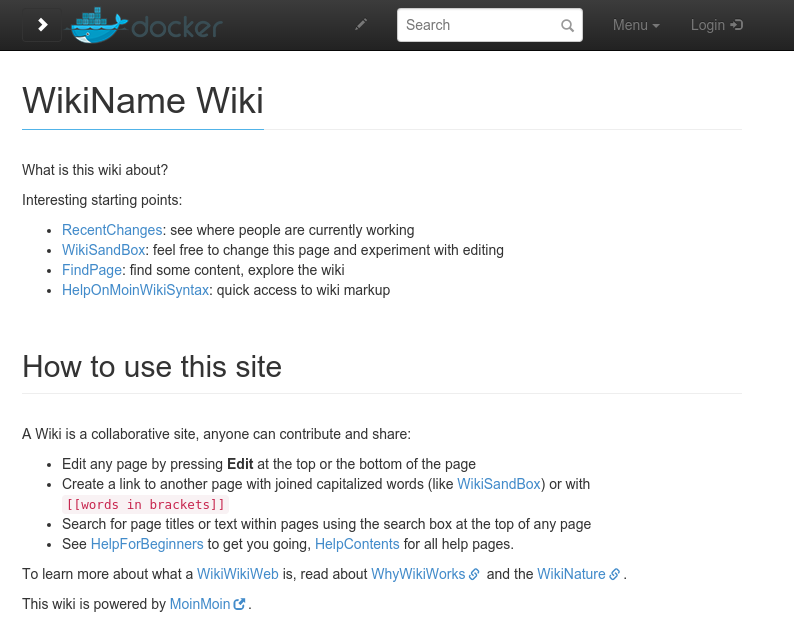 docker
Search
Menu
Login
WikiName Wiki
What is this wiki about?
Interesting starting points:
RecentChanges: see where people are currently working
WikiSandBox: feel free to change this page and experiment with editing
FindPage: find some content, explore the wiki
HelpOnMoinWikiSyntax: quick access to wiki markup
How to use this site
A Wiki is a collaborative site, anyone can contribute and share:
Edit any page by pressing Edit at the top or the bottom of the page
Create a link to another page with joined capitalized words (like WikiSandBox) or with
[[words in brackets]]
Search for page titles or text within pages using the search box at the top of any page
See HelpForBeginners to get you going, HelpContents for all help pages.
To learn more about what a WikiWikiWeb is, read about WhyWikiWorks and the WikiNature .
This wiki is powered by MoinMoin .